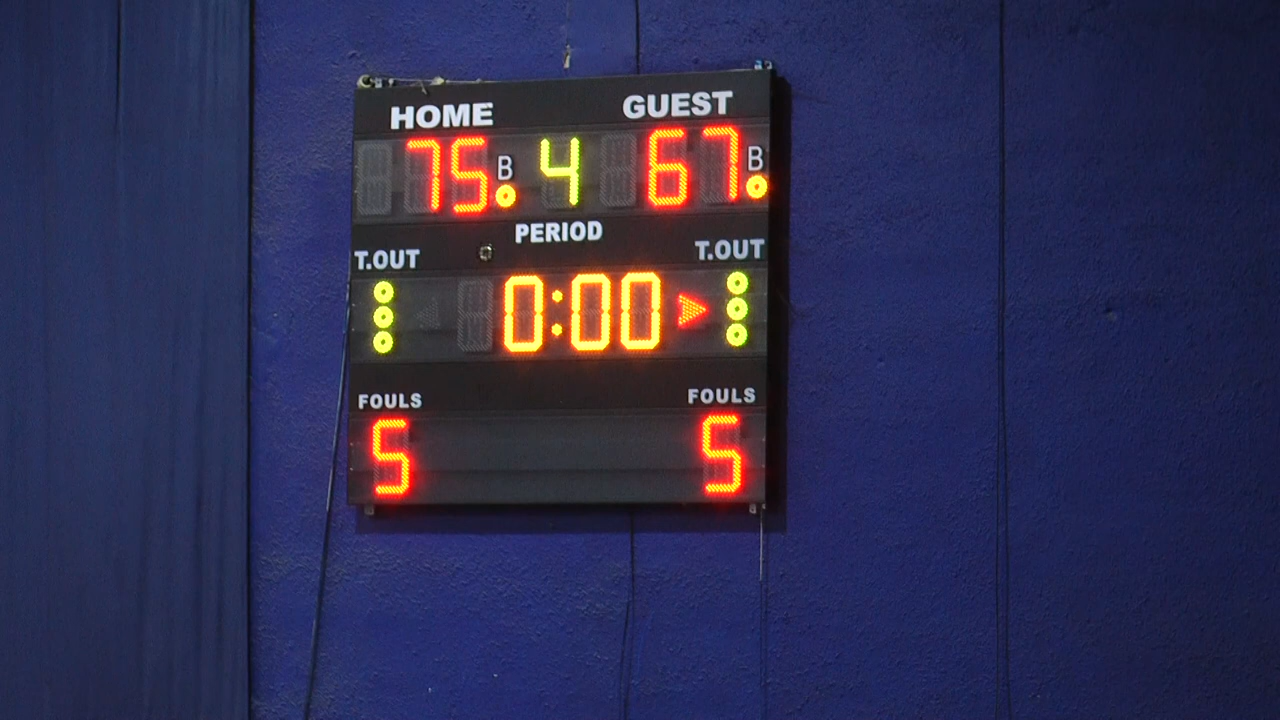 HOME GUEST
75 B 4 67 B
PERIOD
T.OUT T.OUT
0:00
FOULS FOULS
5 5